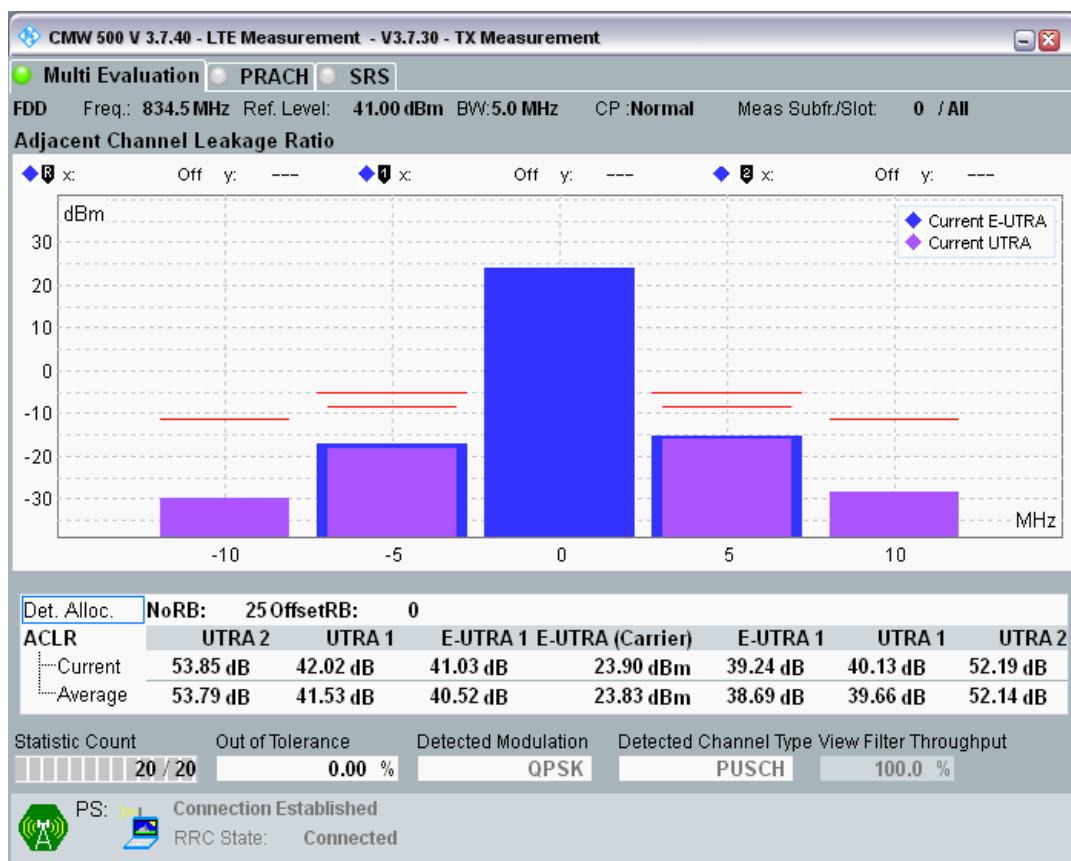 CMW 500 V 3.7.40 - LTE Measurement - V3.7.30 - TX Measurement
Multi Evaluation PRACH SRS
FDD Freq.: 834.5 MHz Ref. Level: 41.00 dBm BW:5.0 MHz CP :Normal Meas Subfr./Slot: 0 / All
Adjacent Channel Leakage Ratio
R x: Off y: --- 1 x: Off y: --- 2 x: Off y: ---
dBm
Current E-UTRA
Current UTRA
30
20
10
0
-10
-20
-30
MHz
-10 -5 0 5 10
Det. Alloc. NoRB: 25 OffsetRB: 0
ACLR UTRA 2 UTRA 1 E-UTRA 1 E-UTRA (Carrier) E-UTRA 1 UTRA 1 UTRA 2
Current 53.85 dB 42.02 dB 41.03 dB 23.90 dBm 39.24 dB 40.13 dB 52.19 dB
Average 53.79 dB 41.53 dB 40.52 dB 23.83 dBm 38.69 dB 39.66 dB 52.14 dB
Statistic Count Out of Tolerance Detected Modulation Detected Channel Type View Filter Throughput
20 / 20 0.00 % QPSK PUSCH 100.0 %
PS: Connection Established
RRC State: Connected